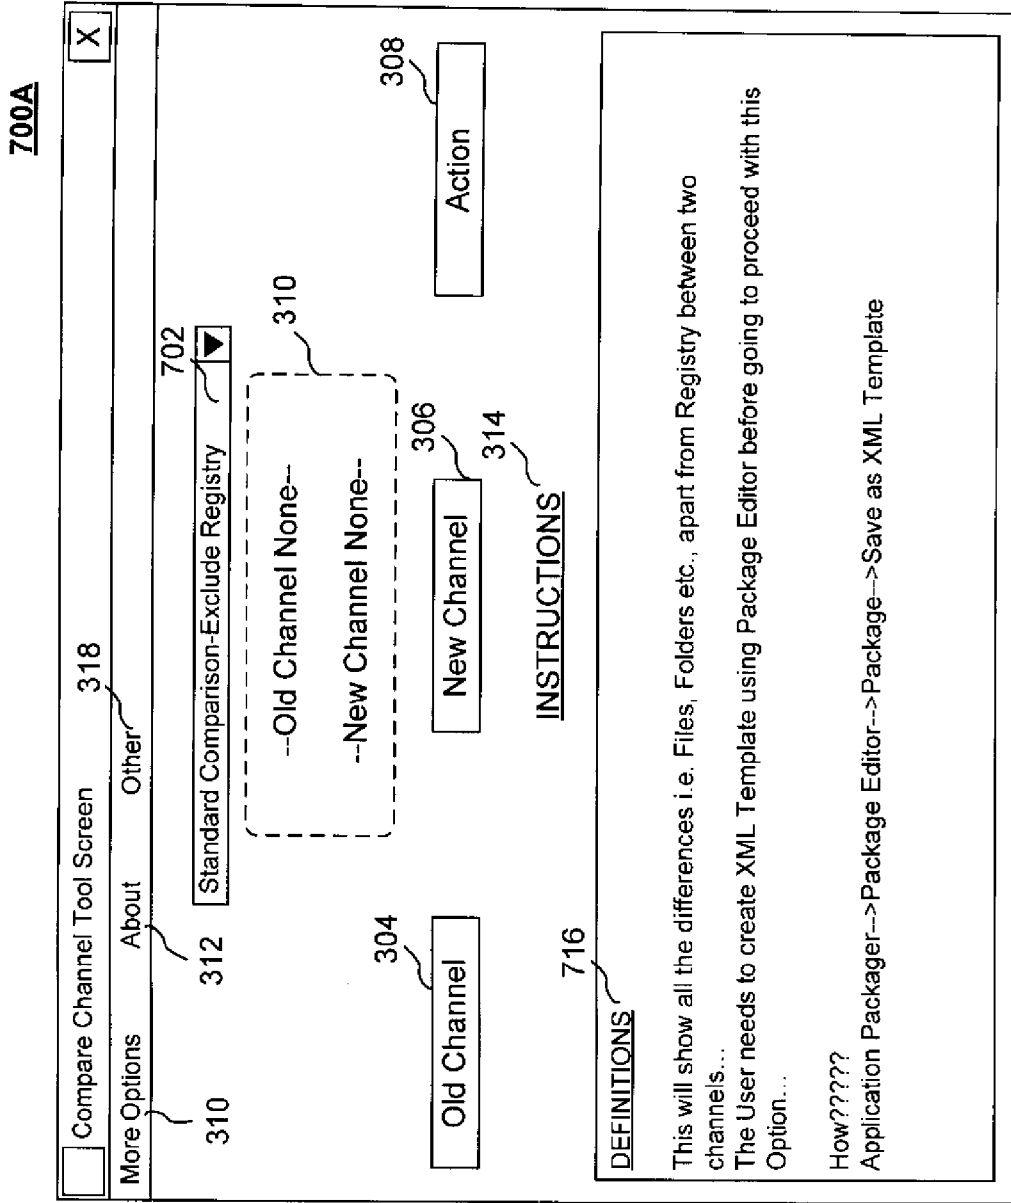 700A
Compare Channel Tool Screen
X
More Options
About
Other
318
310
312
Standard Comparison-Exclude Registry
702
--Old Channel None--
--New Channel None--
310
304
306
308
Old Channel
New Channel
Action
INSTRUCTIONS
314
716
DEFINITIONS
This will show all the differences i.e. Files, Folders etc., apart from Registry between two
channels...
The User needs to create XML Template using Package Editor before going to proceed with this
Option...
How?????
Application Packager-->Package Editor-->Package-->Save as XML Template